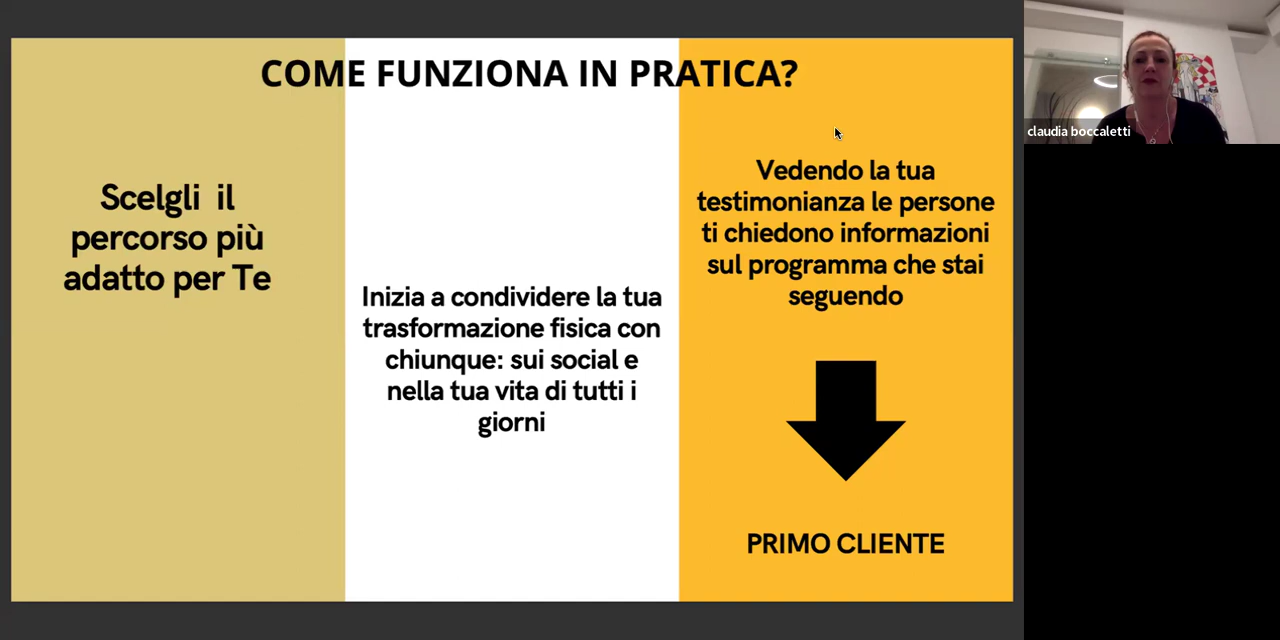 COME FUNZIONA IN PRATICA?
Scelgli  il
percorso più
adatto per Te
Inizia a condividere la tua
trasformazione fisica con
chiunque: sui social e
nella tua vita di tutti i
giorni
Vedendo la tua
testimonianza le persone
ti chiedono informazioni
sul programma che stai
seguendo
PRIMO CLIENTE
claudia boccaletti